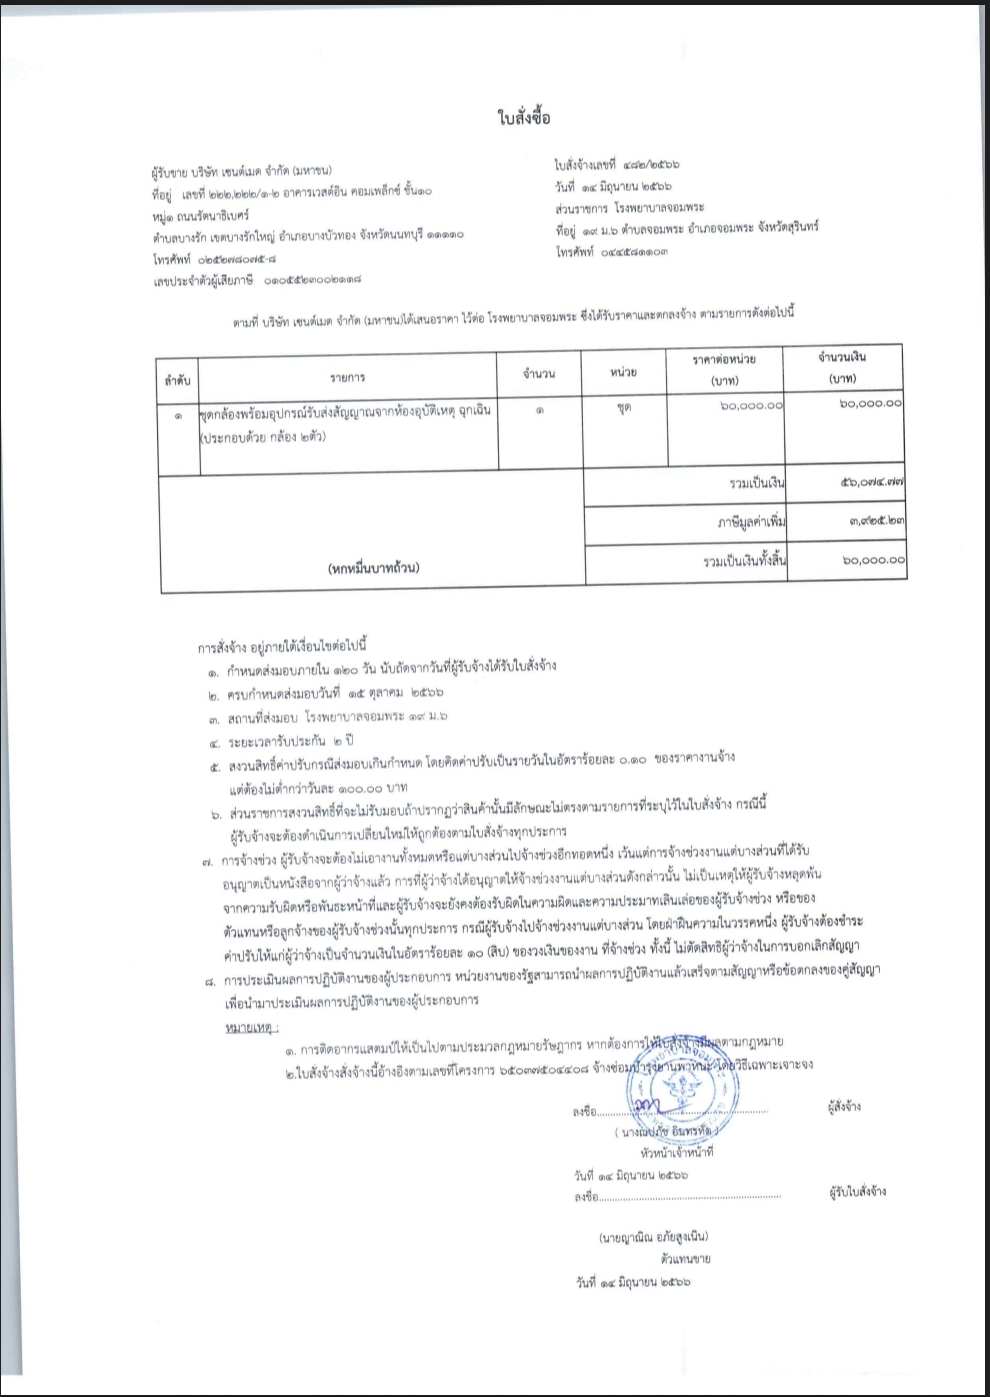 ใบสั่งซื้อ
ผู้รับขาย บริษัท เซนต์เมด จำกัด (มหาชน)
ที่อยู่ เลขที่ ๒๒๒,๒๒๒/๑-๒ อาคารเวสต์อิน คอมเพล็กซ์ ชั้น๑๐
หมู่๑ ถนนรัตนาธิเบศร์
ตำบลบางรัก เขตบางรักใหญ่ อำเภอบางบัวทอง จังหวัดนนทบุรี ๑๑๑๑๐
โทรศัพท์ ๐๒๕๒๗๘๐๗๕-๘
เลขประจำตัวผู้เสียภาษี ๐๑๐๕๕๒๓๐๐๒๑๑๘
ใบสั่งจ้างเลขที่ ๔๘๒/๒๕๖๖
วันที่ ๑๔ มิถุนายน ๒๕๖๖
ส่วนราชการ โรงพยาบาลจอมพระ
ที่อยู่ ๑๙ ม.๖ ตำบลจอมพระ อำเภอจอมพระ จังหวัดสุรินทร์
โทรศัพท์ ๐๔๔๕๘๑๑๐๓
ตามที่ บริษัท เซนต์เมด จำกัด (มหาชน)ได้เสนอราคา ไว้ต่อ โรงพยาบาลจอมพระ ซึ่งได้รับราคาและตกลงจ้าง ตามรายการดังต่อไปนี้
ลำดับ รายการ จำนวน หน่วย ราคาต่อหน่วย (บาท) จำนวนเงิน (บาท)
๑ ชุดกล้องพร้อมอุปกรณ์รับส่งสัญญาณจากห้องอุบัติเหตุ ฉุกเฉิน ๑ ชุด ๖๐,๐๐๐.๐๐ ๖๐,๐๐๐.๐๐
(ประกอบด้วย กล้อง ๒ตัว)
รวมเป็นเงิน ๕๖,๐๗๔.๗๗
ภาษีมูลค่าเพิ่ม ๓,๙๒๕.๒๓
(หกหมื่นบาทถ้วน) รวมเป็นเงินทั้งสิ้น ๖๐,๐๐๐.๐๐
การสั่งจ้าง อยู่ภายใต้เงื่อนไขต่อไปนี้
๑. กำหนดส่งมอบภายใน ๑๒๐ วัน นับถัดจากวันที่ผู้รับจ้างได้รับใบสั่งจ้าง
๒. ครบกำหนดส่งมอบวันที่ ๑๕ ตุลาคม ๒๕๖๖
๓. สถานที่ส่งมอบ โรงพยาบาลจอมพระ ๑๙ ม.๖
๔. ระยะเวลารับประกัน ๒ ปี
๕. สงวนสิทธิ์ค่าปรับกรณีส่งมอบเกินกำหนด โดยคิดค่าปรับเป็นรายวันในอัตราร้อยละ ๐.๑๐ ของราคางานจ้าง
แต่ต้องไม่ต่ำกว่าวันละ ๑๐๐.๐๐ บาท
๖. ส่วนราชการสงวนสิทธิ์ที่จะไม่รับมอบถ้าปรากฏว่าสินค้านั้นมีลักษณะไม่ตรงตามรายการที่ระบุไว้ในใบสั่งจ้าง กรณีนี้
ผู้รับจ้างจะต้องดำเนินการเปลี่ยนใหม่ให้ถูกต้องตามใบสั่งจ้างทุกประการ
๗. การจ้างช่วง ผู้รับจ้างจะต้องไม่เอางานทั้งหมดหรือแต่บางส่วนไปจ้างช่วงอีกทอดหนึ่ง เว้นแต่การจ้างช่วงงานแต่บางส่วนที่ได้รับ
อนุญาตเป็นหนังสือจากผู้ว่าจ้างแล้ว การที่ผู้ว่าจ้างได้อนุญาตให้จ้างช่วงงานแต่บางส่วนดังกล่าวนั้น ไม่เป็นเหตุให้ผู้รับจ้างหลุดพ้น
จากความรับผิดหรือพันธะหน้าที่และผู้รับจ้างจะยังคงต้องรับผิดในความผิดและความประมาทเลินเล่อของผู้รับจ้างช่วง หรือของ
ตัวแทนหรือลูกจ้างของผู้รับจ้างช่วงนั้นทุกประการ กรณีผู้รับจ้างไปจ้างช่วงงานแต่บางส่วน โดยฝ่าฝืนความในวรรคหนึ่ง ผู้รับจ้างต้องชำระ
ค่าปรับให้แก่ผู้ว่าจ้างเป็นจำนวนเงินในอัตราร้อยละ ๑๐ (สิบ) ของวงเงินของงาน ที่จ้างช่วง ทั้งนี้ ไม่ตัดสิทธิผู้ว่าจ้างในการบอกเลิกสัญญา
๘. การประเมินผลการปฏิบัติงานของผู้ประกอบการ หน่วยงานของรัฐสามารถนำผลการปฏิบัติงานแล้วเสร็จตามสัญญาหรือข้อตกลงของคู่สัญญา
เพื่อนำมาประเมินผลการปฏิบัติงานของผู้ประกอบการ
หมายเหตุ :
๑. การติดอากรแสตมป์ให้เป็นไปตามประมวลกฎหมายรัษฎากร หากต้องการให้ใบสั่งจ้างมีผลตามกฎหมาย
๒.ใบสั่งจ้างสั่งจ้างนี้อ้างอิงตามเลขที่โครงการ ๖๕๐๓๗๕๐๔๔๐๘ จ้างซ่อมบำรุงยานพาหนะ โดยวิธีเฉพาะเจาะจง
ลงชื่อ............................................................ ผู้สั่งจ้าง
( นางณปภัช อินทรทัด )
หัวหน้าเจ้าหน้าที่
วันที่ ๑๔ มิถุนายน ๒๕๖๖
ลงชื่อ............................................................ ผู้รับใบสั่งจ้าง
(นายญาณิณ อภัยสูงเนิน)
ตัวแทนขาย
วันที่ ๑๔ มิถุนายน ๒๕๖๖